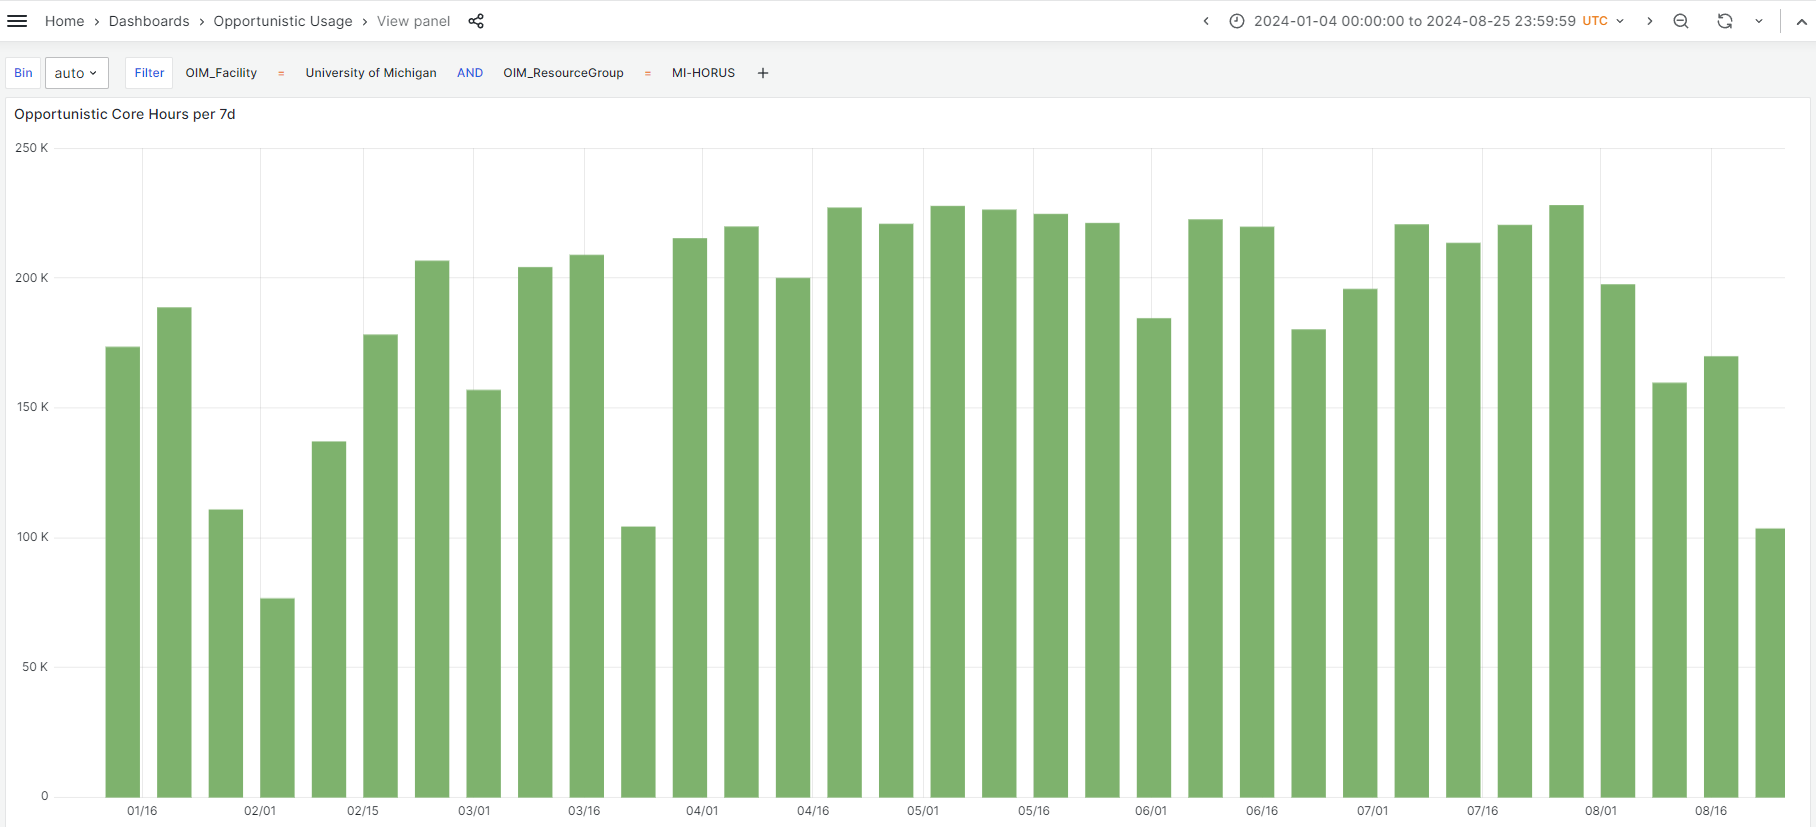 Home › Dashboards › Opportunistic Usage › View panel
2024-01-04 00:00:00 to 2024-08-25 23:59:59 UTC
Bin auto Filter OIM_Facility = University of Michigan AND OIM_ResourceGroup = MI-HORUS +
Opportunistic Core Hours per 7d
250 K
200 K
150 K
100 K
50 K
0
01/16 02/01 02/15 03/01 03/16 04/01 04/16 05/01 05/16 06/01 06/16 07/01 07/16 08/01 08/16